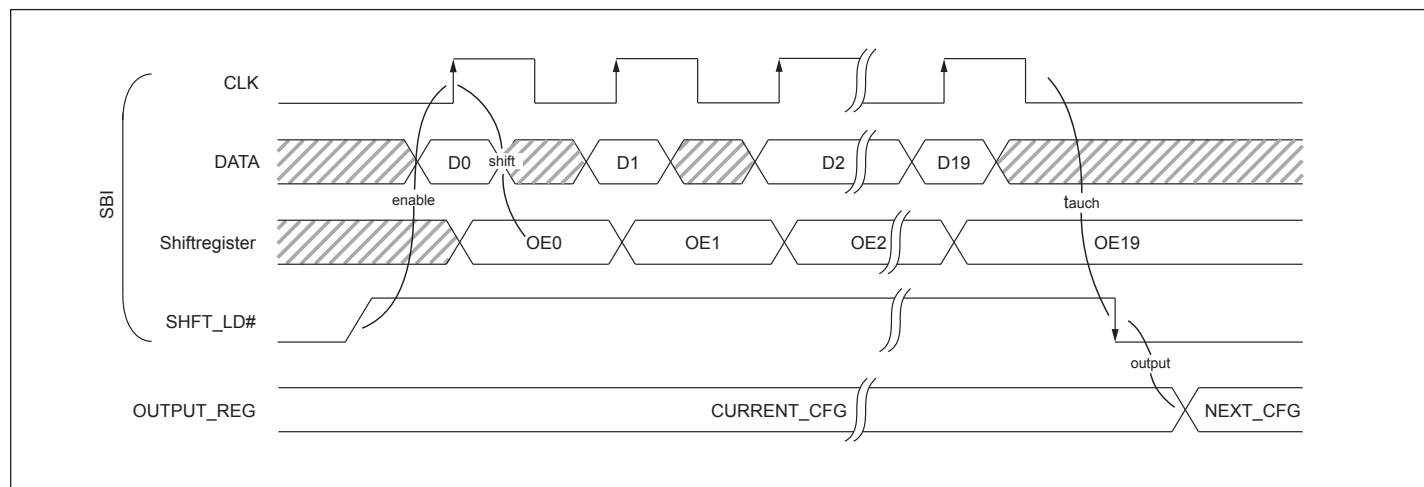 SBI
CLK
DATA D0 shift D1 D2 D19
enable
tauch
Shiftregister OE0 OE1 OE2 OE19
SHFT_LD#
output
OUTPUT_REG CURRENT_CFG NEXT_CFG